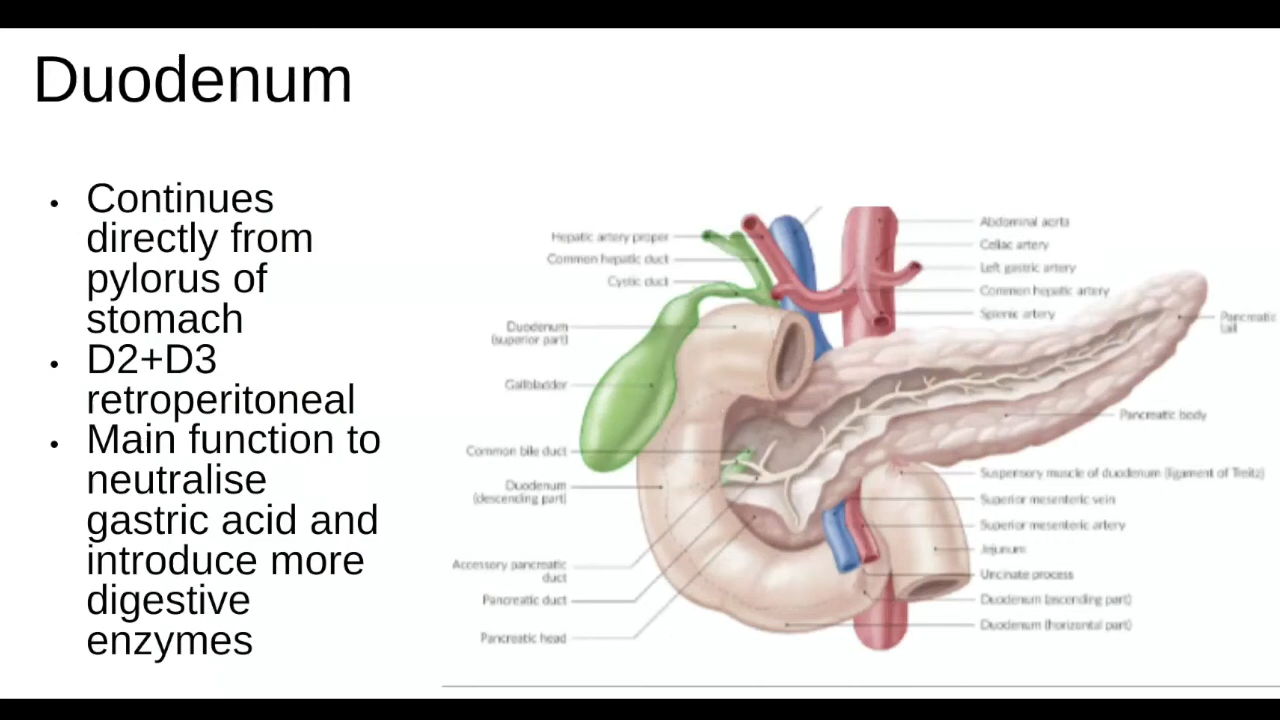 Duodenum
• Continues
directly from
pylorus of
stomach
• D2+D3
retroperitoneal
• Main function to
neutralise
gastric acid and
introduce more
digestive
enzymes
Hepatic artery proper
Common hepatic duct
Cystic duct
Duodenum
(superior part)
Gallbladder
Common bile duct
Duodenum
(descending part)
Accessory pancreatic
duct
Pancreatic duct
Pancreatic head
Abdominal aorta
Celiac artery
Left gastric artery
Common hepatic artery
Splenic artery
Pancreatic
tail
Pancreatic body
Suspensory muscle of duodenum (ligament of Treitz)
Superior mesenteric vein
Superior mesenteric artery
Jejunum
Uncinate process
Duodenum (ascending part)
Duodenum (horizontal part)